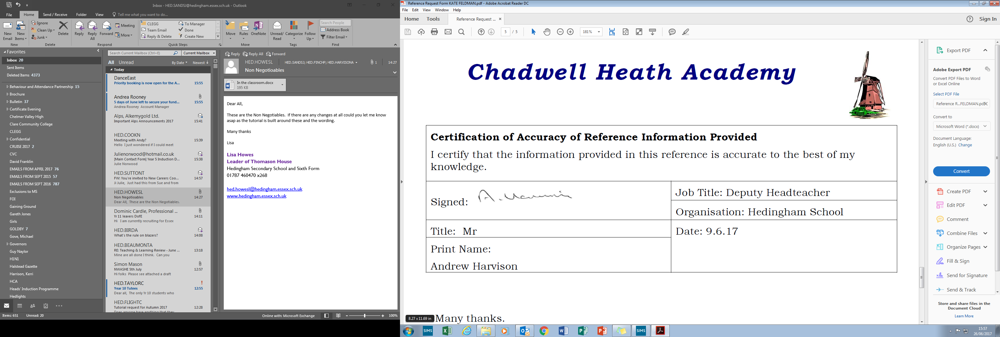 Inbox - HED.SANDSJ@hedingham.essex.sch.uk - Outlook
File Home Send / Receive Folder View Tell me what you want to do...
New Email
New Items
Ignore
Clean Up
Junk
Delete
Reply
Reply All
Forward
Meeting
More
CLEGG
Team Email
Reply & Delete
To Manager
Done
Create New
Move
Rules
OneNote
Unread/ Read
Categorize
Follow Up
Search People
Address Book
Filter Email
New Delete Respond Quick Steps Move Tags Find
Favorites
Inbox 20
Sent Items
Deleted Items 4373
Behaviour and Attendance Partnership 15
Brochure
Bulletin 37
Certificate Evening
Chelmer Valley High
Clare Community College
CLEGG
Confidential
CRUISE 2017 2
CVC
David Franklin
EMAILS FROM APRIL 2017 76
EMAILS FROM SEPT 2015 57
EMAILS FROM SEPT 2016 787
Exclusions to MS
FOI
Gaining Ground
Gareth Jones
Girls
GOLDBY 7
Gove, Michael
Governors
Guy Naylor
H1N1
Halstead Gazette
Harrison, Kerri
HCA
Heads' Induction Programme
Hedlights
Search Current Mailbox (Ctrl+E) Current Mailbox
All Unread By Date Newest
Today
DanceEast
Priority booking is now open for the A... 15:55
Andrea Rooney
5 days of June left to secure your fund... 15:55
Andrea Rooney Account Manager
Alps, Alkemygold Ltd.
Important Alps Announcements 2017 15:41
HED.COOKN
Meeting with Andy? 15:39
Hello I just wondered if I could meet
Julienorwood@hotmail.co.uk
[Main Contact Form] Year 5 Induction D... 15:38
Julie Norwood
HED.SUTTONT
FW: You're invited to New Careers Coo... 14:57
Ji Julie, Just had this from Sue and from
HED.HOWESL
Non Negotioables 14:27
Dear All, These are the Non Negotiables.
Dominic Cardle, Professional ...
Yr 11 leavers DofE 14:11
Hi I am currently recruiting for Essex
HED.BIRDA
What's the rule on blazers? 14:08
HED.BEAUMONTA
RE: Teaching & Learning Review - June ... 13:18
Mine are all done I think. Can you
Simon Mason
NWASHE 5th July 12:57
Hi folks Please see attached a draft
HED.TAYLORC !
Year 10 Tutees 12:55
Dear all, The only Yr 10 students who
HED.FLIGHTC
Tutorial request for Autumn 2017 12:28
Does anyone have anything that they
Reply Reply All Forward
HED.HOWESL HED.SANDSJ; HED.FINCHP; HED.HARVISONA 1 14:27
Non Negotioables
In the classroom.docx
195 KB
Dear All,
These are the Non Negotiables. If there are any changes at all could you let me know
asap as the tutorial is built around these and the wording.
Many thanks
Lisa
Lisa Howes
Leader of Thomason House
Hedingham Secondary School and Sixth Form
01787 460470 x268
hed.howesl@hedingham.essex.sch.uk
www.hedingham.essex.sch.uk
Items: 651 Unread: 20 Online with: Microsoft Exchange 100%
Reference Request Form KATE FELDMAN.pdf - Adobe Acrobat Reader DC
File Edit View Window Help
Home Tools Reference Request ... × Sign In
5 / 5 181%
Chadwell Heath Academy
Certification of Accuracy of Reference Information Provided
I certify that the information provided in this reference is accurate to the best of my
knowledge.
Signed:
Job Title: Deputy Headteacher
Organisation: Hedingham School
Title: Mr
Date: 9.6.17
Print Name:
Andrew Harvison
8.27 x 11.69 in
Many thanks.
Export PDF
Adobe Export PDF
Convert PDF Files to Word
or Excel Online
Select PDF File
Reference R...FELDMAN.pdf
Convert to
Microsoft Word (*.docx)
Document Language:
English (U.S.) Change
Convert
Create PDF
Edit PDF
Comment
Combine Files
Organize Pages
Fill & Sign
Send for Signature
Send & Track
Store and share files in the
Document Cloud
Learn More
SIMS SIMS
15:57
26/06/2017